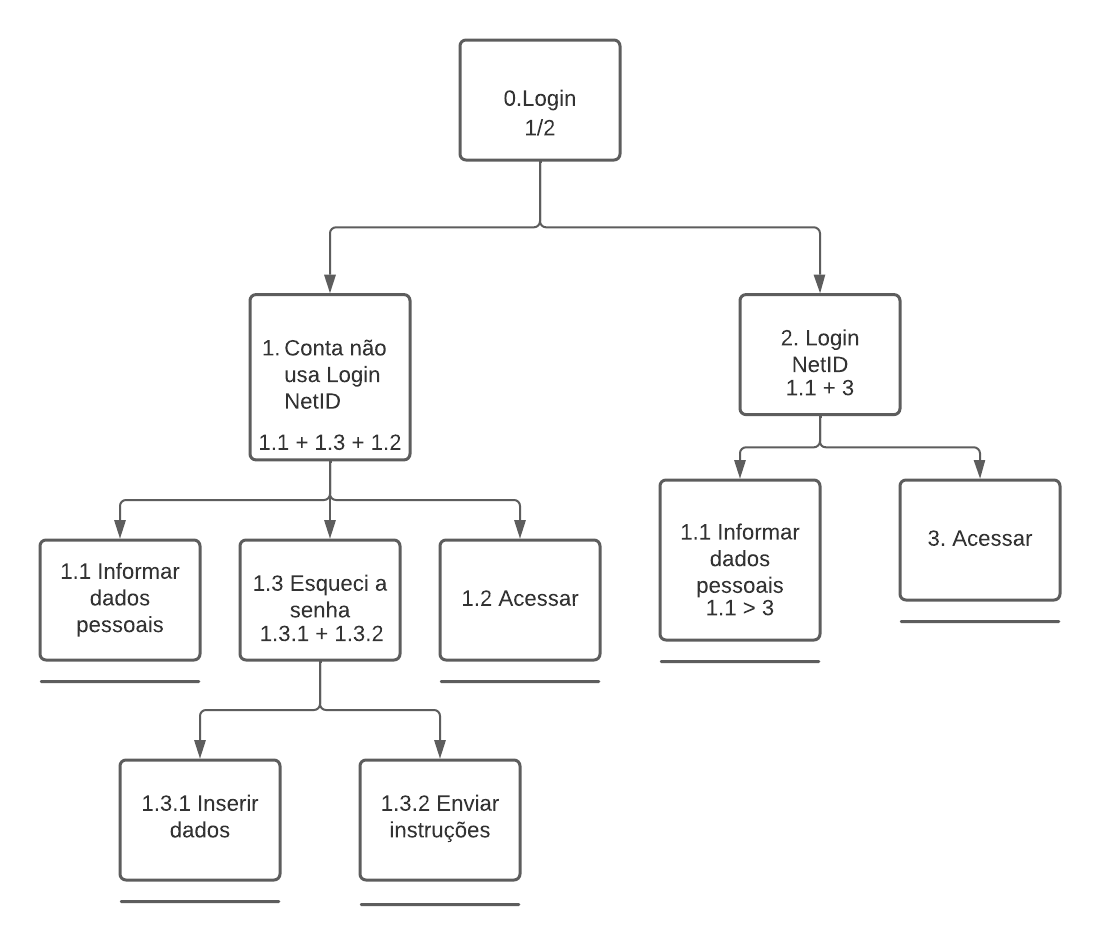 0.Login
1/2
1. Conta não
usa Login
NetID
1.1 + 1.3 + 1.2
2. Login
NetID
1.1 + 3
1.1 Informar
dados
pessoais
1.3 Esqueci a
senha
1.3.1 + 1.3.2
1.2 Acessar
1.1 Informar
dados
pessoais
1.1 > 3
3. Acessar
1.3.1 Inserir
dados
1.3.2 Enviar
instruções